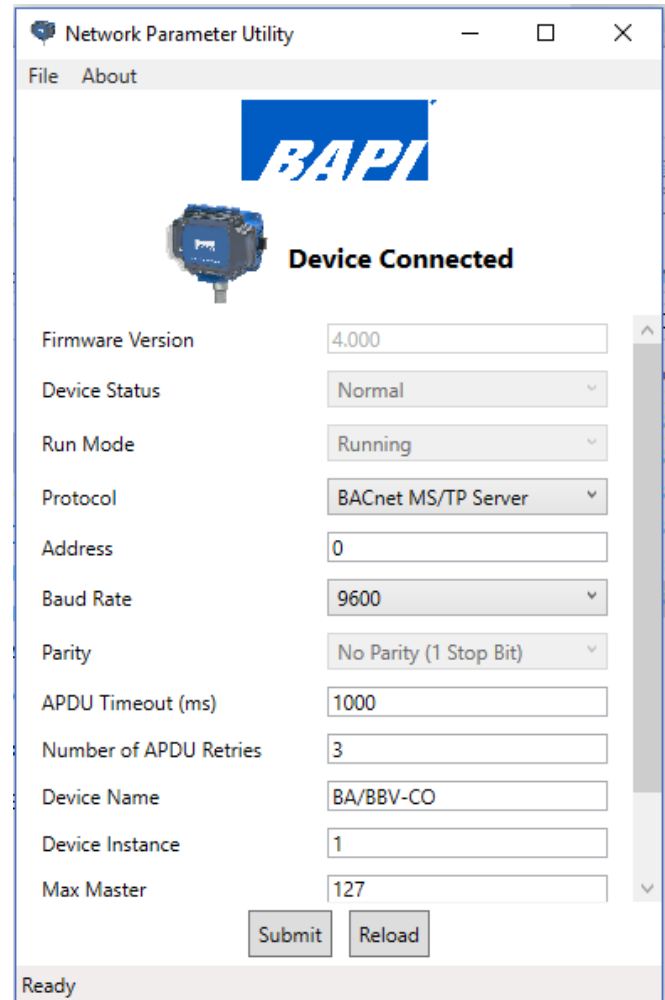 Network Parameter Utility
File About
BAPI
Device Connected
Firmware Version 4.000
Device Status Normal
Run Mode Running
Protocol BACnet MS/TP Server
Address 0
Baud Rate 9600
Parity No Parity (1 Stop Bit)
APDU Timeout (ms) 1000
Number of APDU Retries 3
Device Name BA/BBV-CO
Device Instance 1
Max Master 127
Submit Reload
Ready